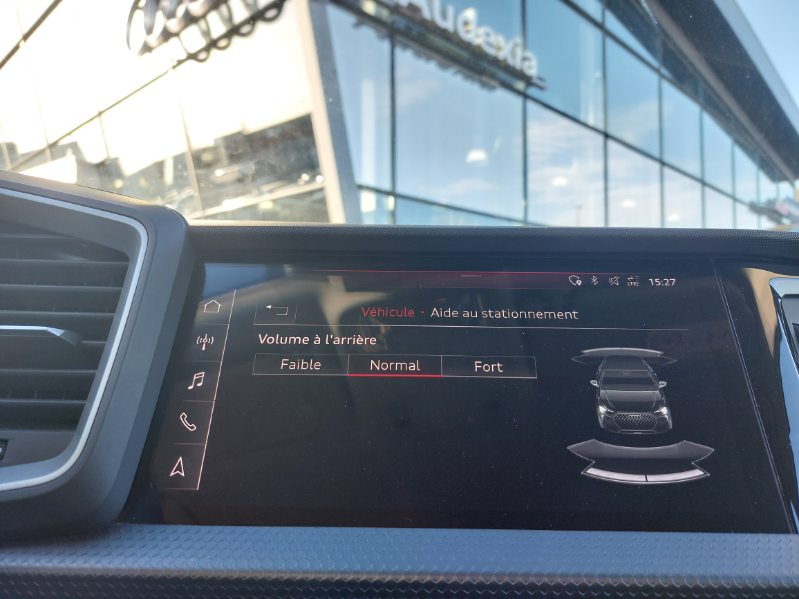 Audexia
15:27
Véhicule · Aide au stationnement
Volume à l'arrière
Faible Normal Fort